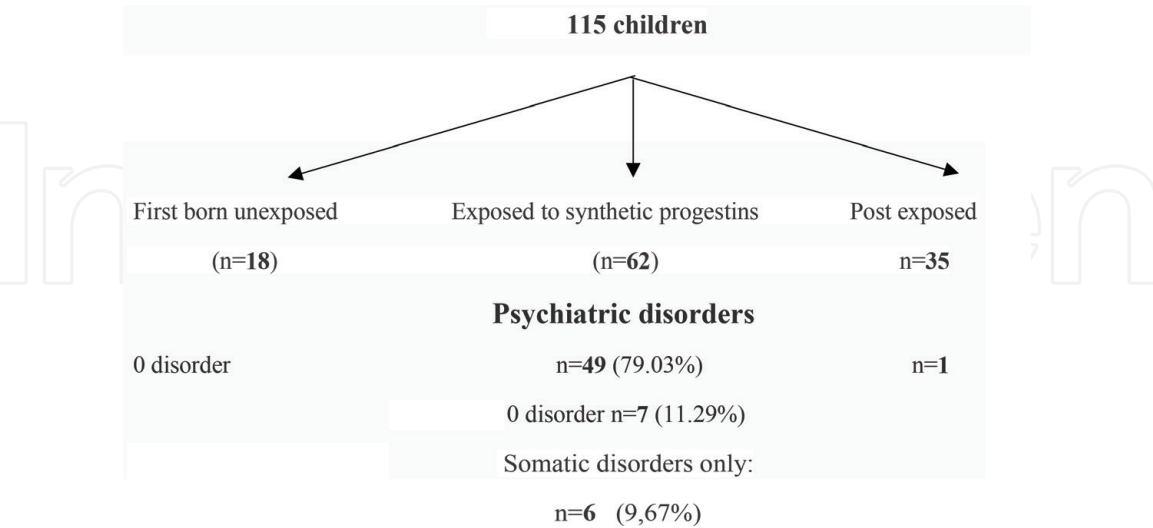 115 children
First born unexposed Exposed to synthetic progestins Post exposed
(n=18) (n=62) n=35
Psychiatric disorders
0 disorder n=49 (79.03%) n=1
0 disorder n=7 (11.29%)
Somatic disorders only:
n=6 (9,67%)